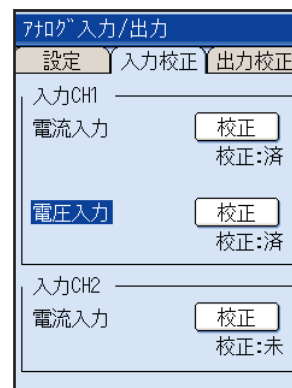 ｱﾅﾛｸﾞ入力/出力
設定 入力校正 出力校正
入力CH1
電流入力 校正
校正:済
電圧入力 校正
校正:済
入力CH2
電流入力 校正
校正:未